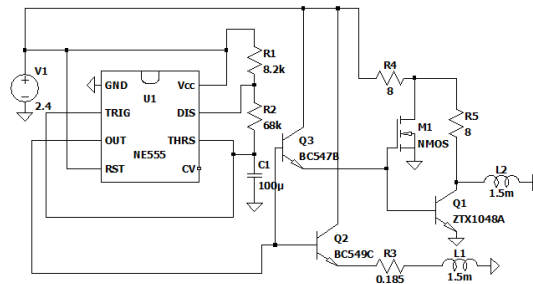 V1
2.4
GND
TRIG
OUT
RST
U1
NE555
Vcc
DIS
THRS
CV
R1
8.2k
R2
68k
C1
100µ
Q3
BC547B
Q2
BC549C
R4
8
M1
NMOS
R5
8
Q1
ZTX1048A
L2
1.5m
R3
0.185
L1
1.5m